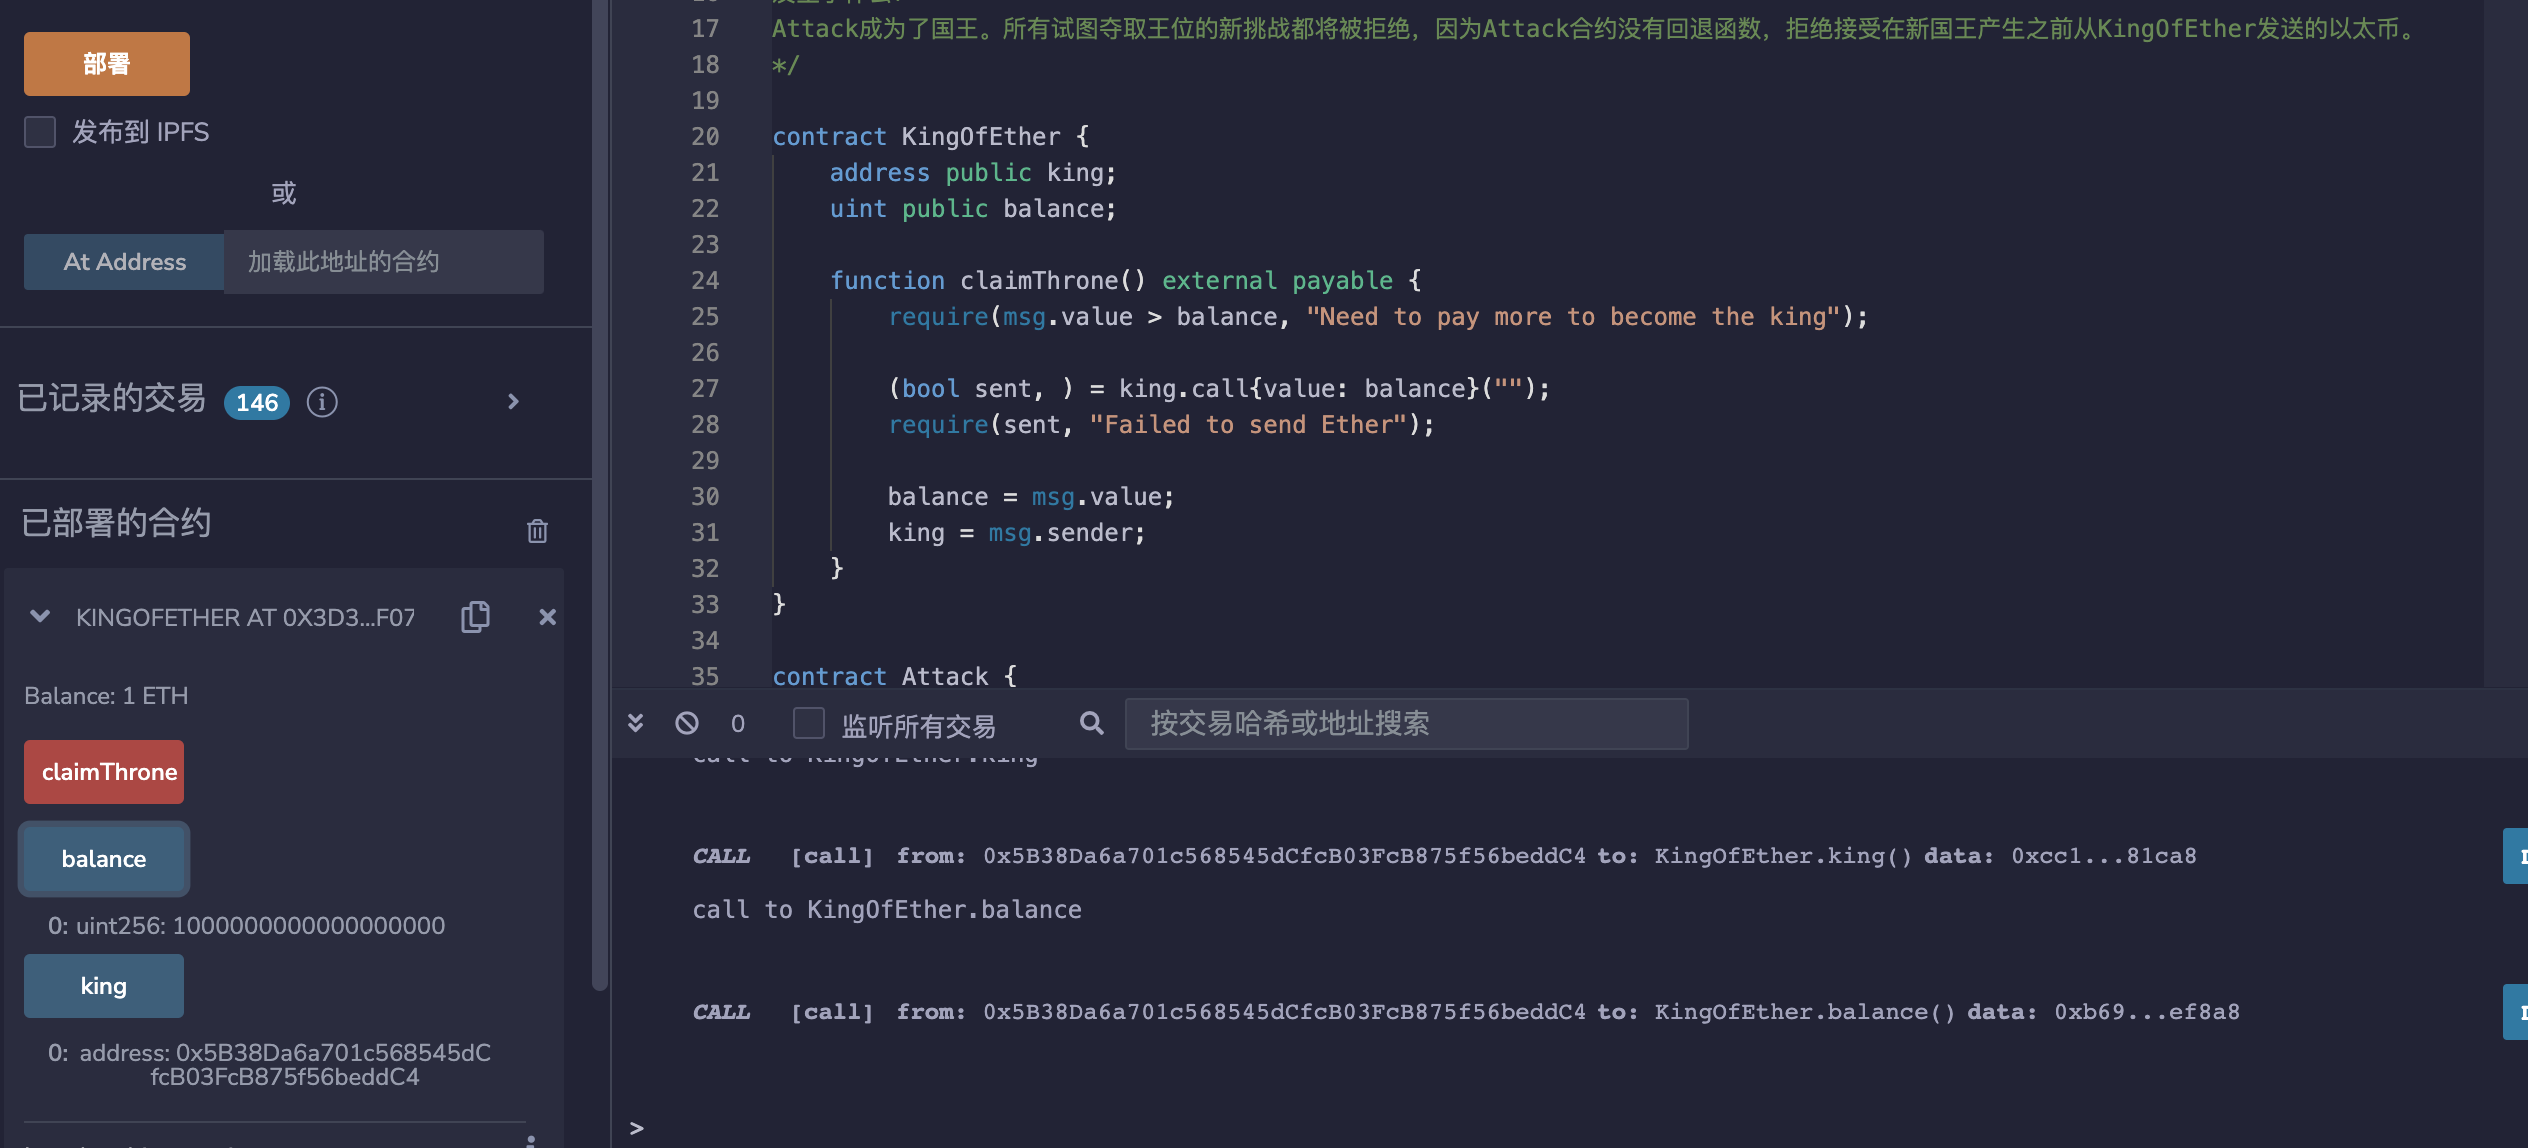 部署
发布到 IPFS
或
At Address 加载此地址的合约
已记录的交易 146
已部署的合约
KINGOFETHER AT 0X3D3...F07
Balance: 1 ETH
claimThrone
balance
0: uint256: 1000000000000000000
king
0: address: 0x5B38Da6a701c568545dC
fcB03FcB875f56beddC4
17 Attack成为了国王。所有试图夺取王位的新挑战都将被拒绝，因为Attack合约没有回退函数，拒绝接受在新国王产生之前从KingOfEther发送的以太币。
18 */
19
20 contract KingOfEther {
21 address public king;
22 uint public balance;
23
24 function claimThrone() external payable {
25 require(msg.value > balance, "Need to pay more to become the king");
26
27 (bool sent, ) = king.call{value: balance}("");
28 require(sent, "Failed to send Ether");
29
30 balance = msg.value;
31 king = msg.sender;
32 }
33 }
34
35 contract Attack {
0 监听所有交易 按交易哈希或地址搜索
call to KingOfEther.king
CALL [call] from: 0x5B38Da6a701c568545dCfcB03FcB875f56beddC4 to: KingOfEther.king() data: 0xcc1...81ca8
call to KingOfEther.balance
CALL [call] from: 0x5B38Da6a701c568545dCfcB03FcB875f56beddC4 to: KingOfEther.balance() data: 0xb69...ef8a8
>